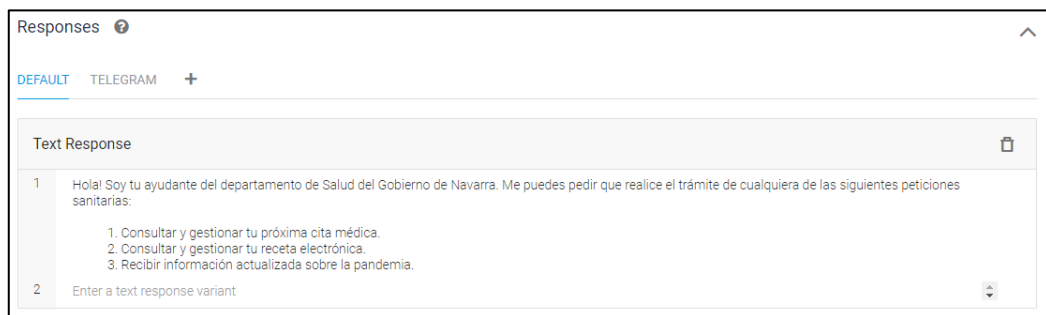 Responses ?
DEFAULT TELEGRAM +
Text Response
1 Hola! Soy tu ayudante del departamento de Salud del Gobierno de Navarra. Me puedes pedir que realice el trámite de cualquiera de las siguientes peticiones
sanitarias:
1. Consultar y gestionar tu próxima cita médica.
2. Consultar y gestionar tu receta electrónica.
3. Recibir información actualizada sobre la pandemia.
2 Enter a text response variant